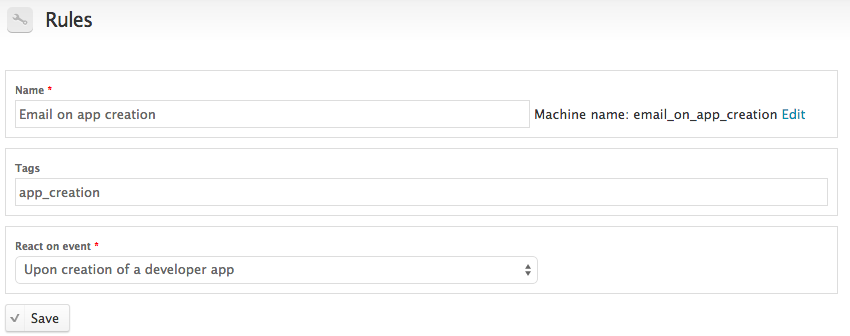 Rules
Name *
Email on app creation
Machine name: email_on_app_creation Edit
Tags
app_creation
React on event *
Upon creation of a developer app
Save